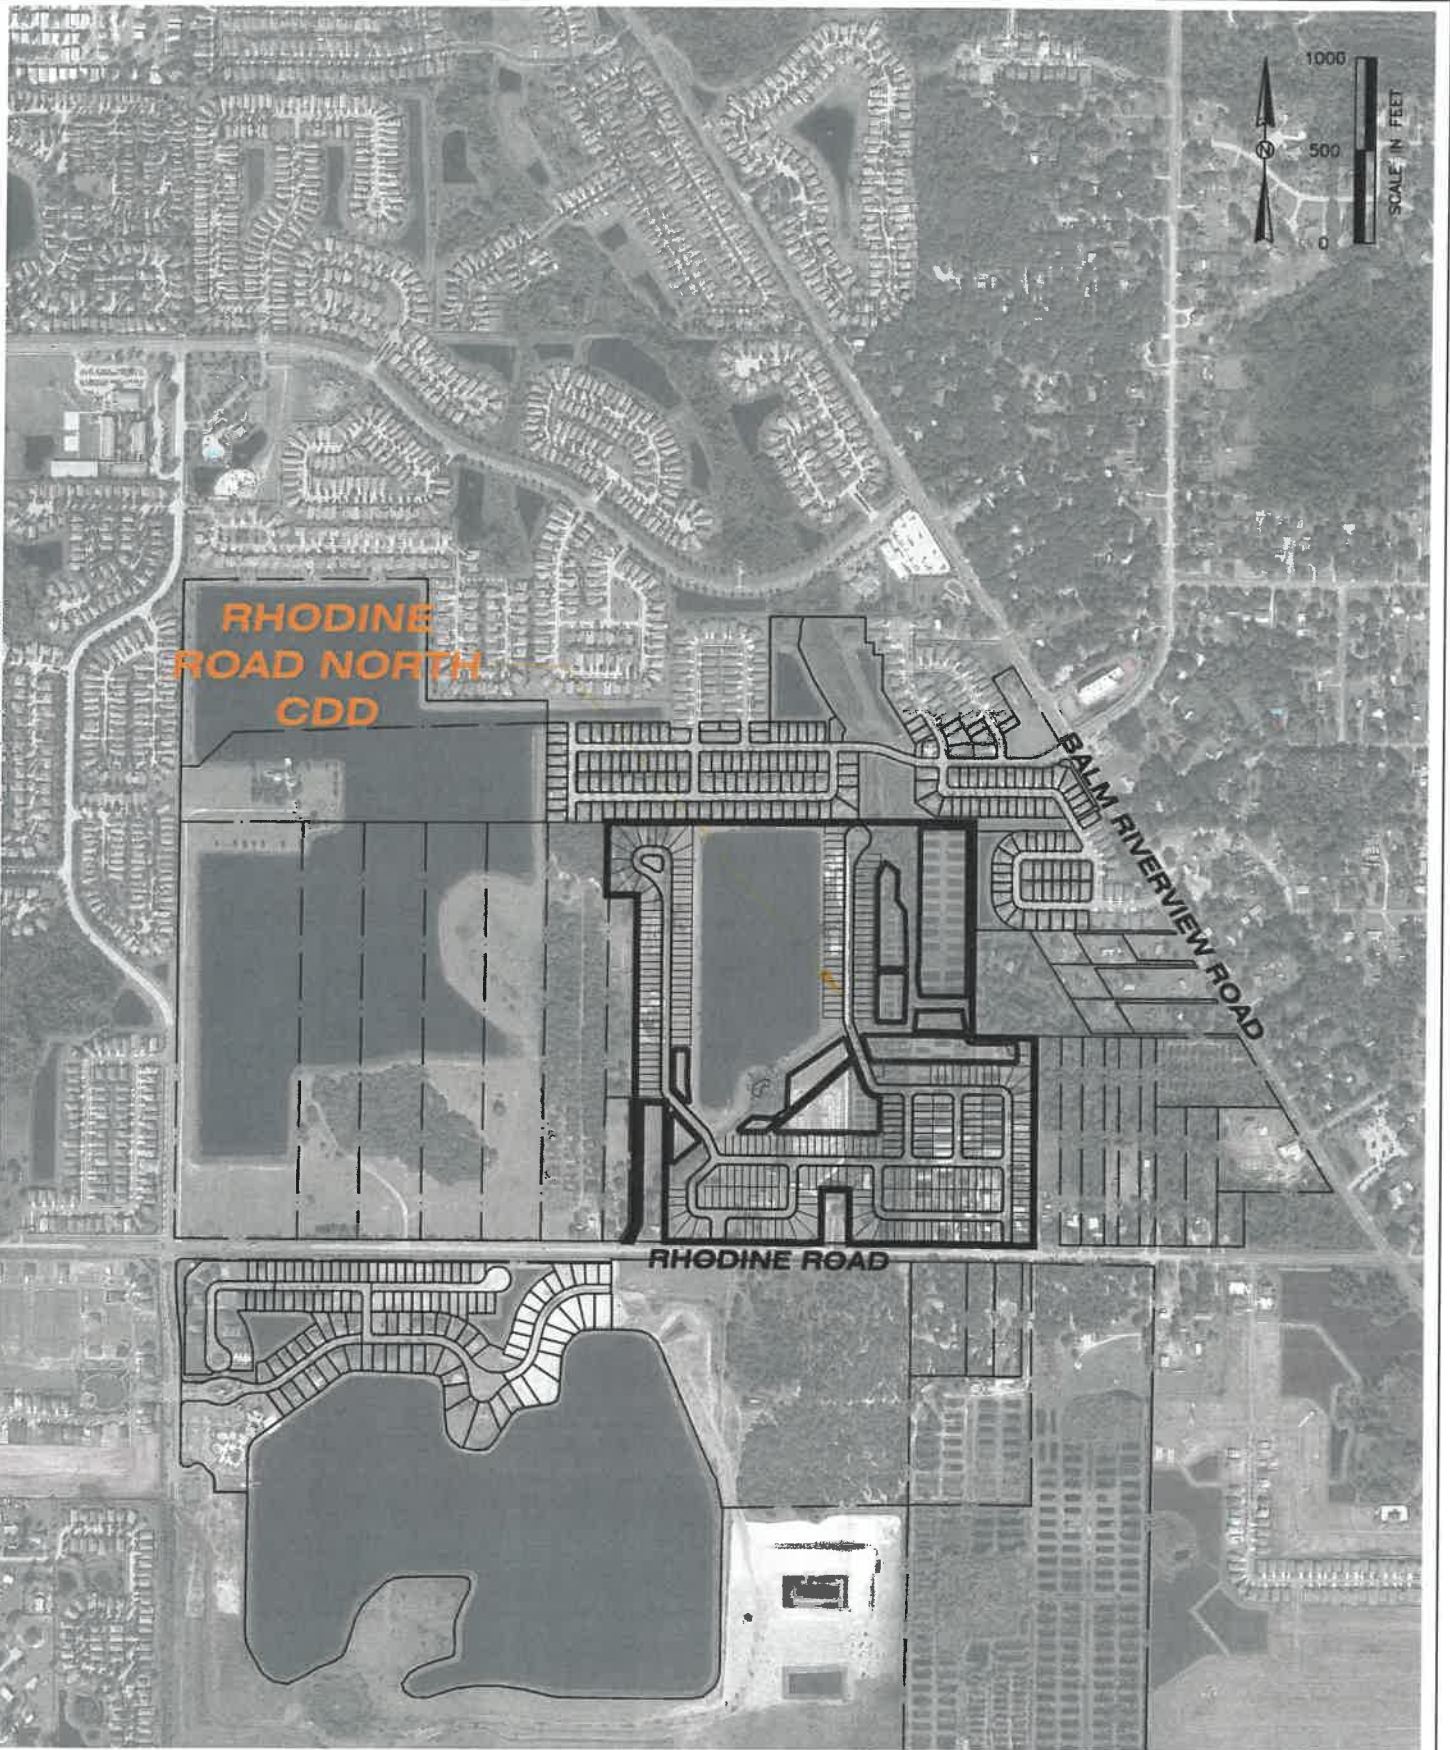 1000
500
0
SCALE IN FEET
RHODINE
ROAD NORTH
CDD
BALM RIVERVIEW ROAD
RHODINE ROAD